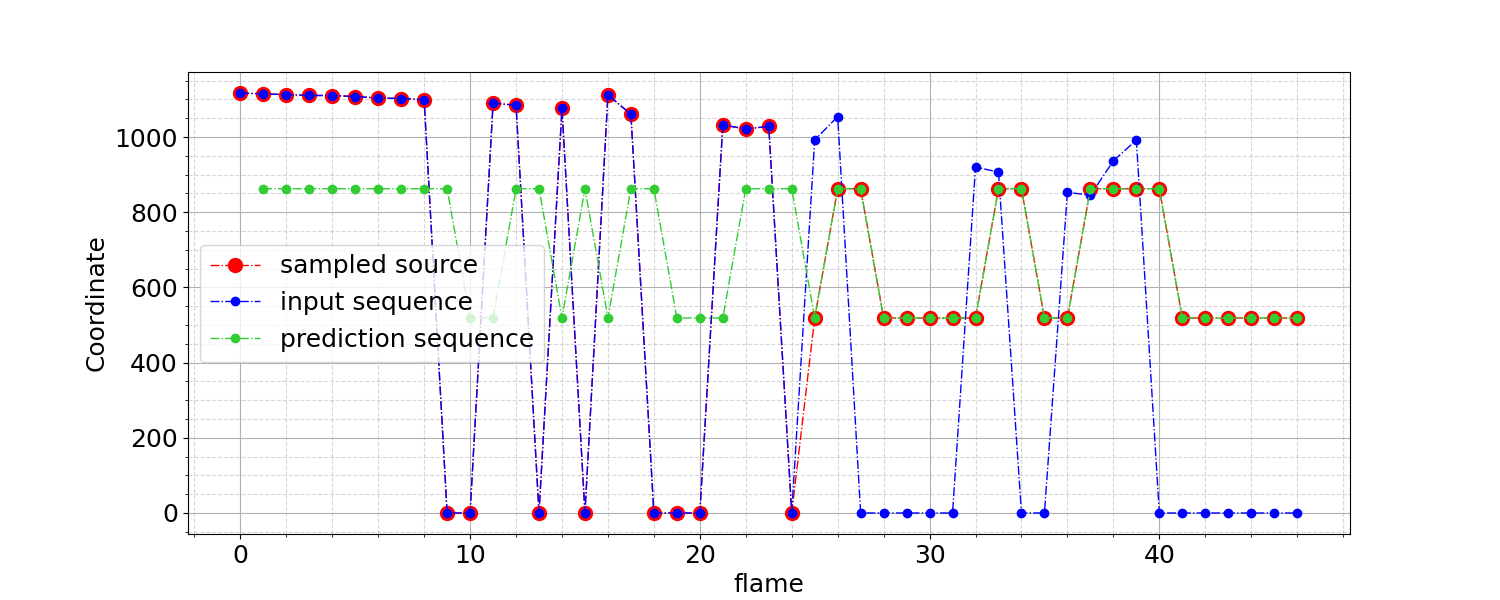 Coordinate
1000
800
600
400
200
0
sampled source
input sequence
prediction sequence
0 10 20 30 40
flame